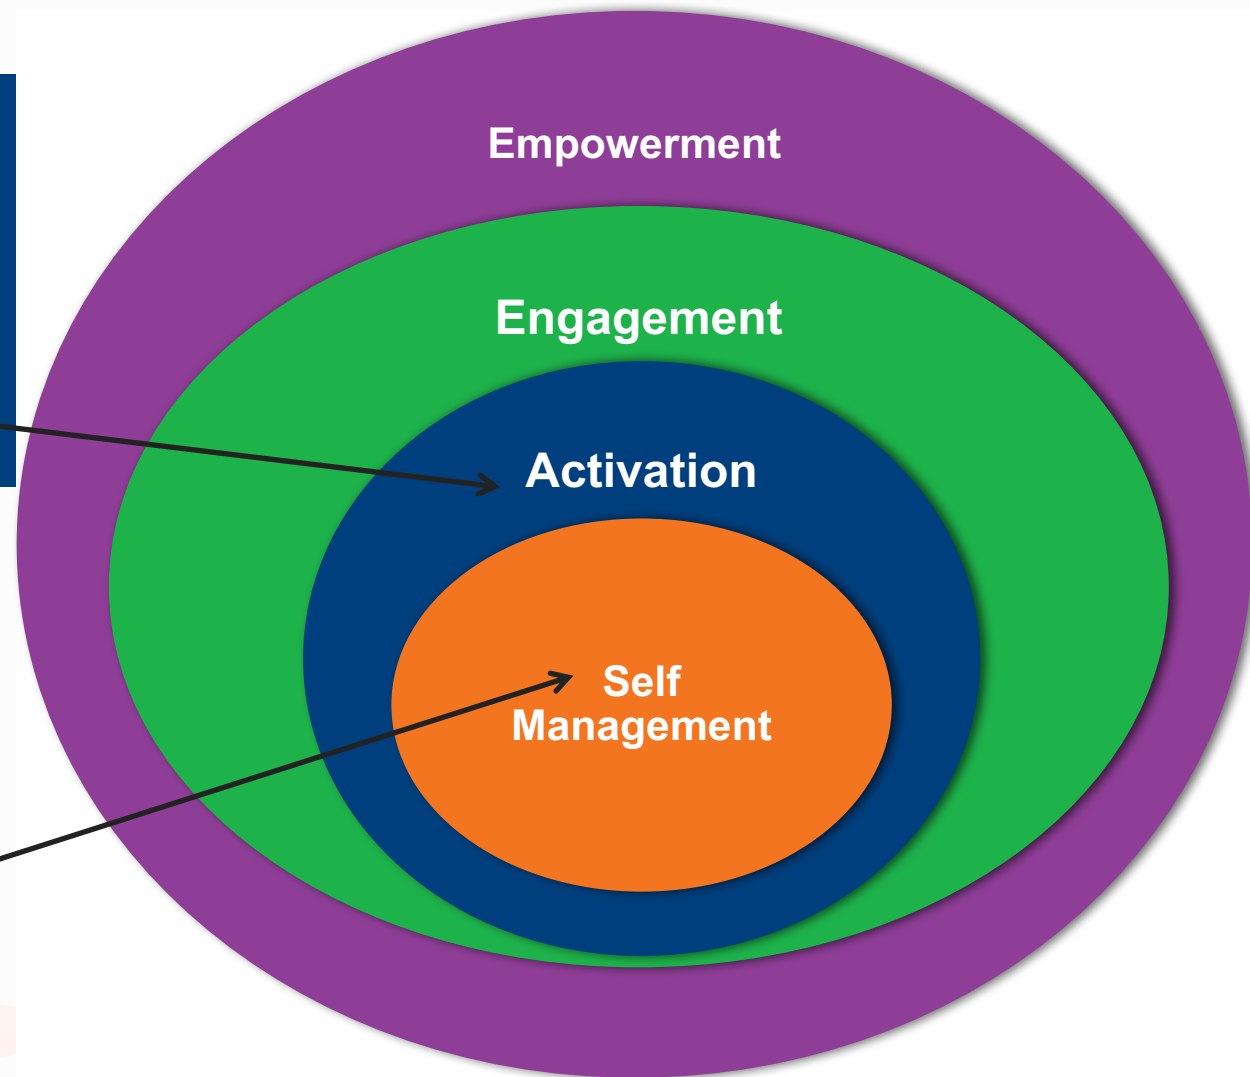 Empowerment
Engagement
Activation
Self
Management